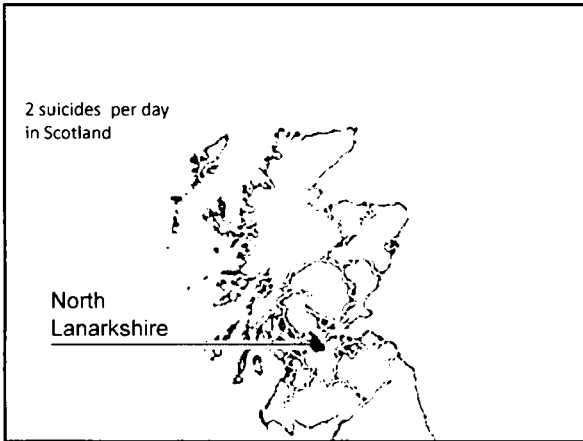 2 suicides per day
in Scotland
North
Lanarkshire